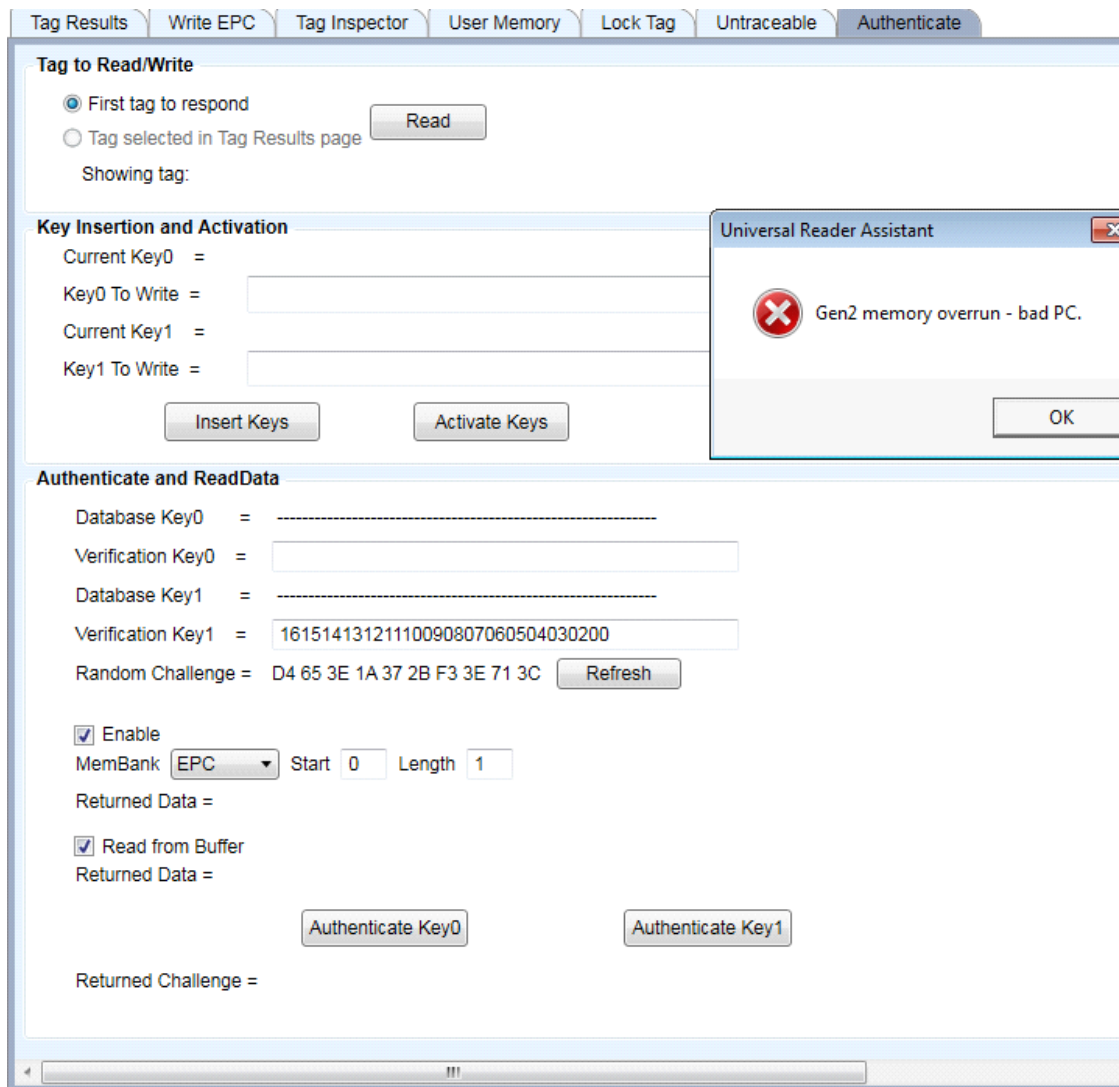 Tag Results Write EPC Tag Inspector User Memory Lock Tag Untraceable Authenticate
Tag to Read/Write
First tag to respond
Read
Tag selected in Tag Results page
Showing tag:
Key Insertion and Activation
Current Key0 =
Key0 To Write =
Current Key1 =
Key1 To Write =
Insert Keys Activate Keys
Universal Reader Assistant
Gen2 memory overrun - bad PC.
OK
Authenticate and ReadData
Database Key0 = -------------------------------------------------------------
Verification Key0 =
Database Key1 = -------------------------------------------------------------
Verification Key1 = 16151413121110090807060504030200
Random Challenge = D4 65 3E 1A 37 2B F3 3E 71 3C Refresh
Enable
MemBank EPC Start 0 Length 1
Returned Data =
Read from Buffer
Returned Data =
Authenticate Key0 Authenticate Key1
Returned Challenge =